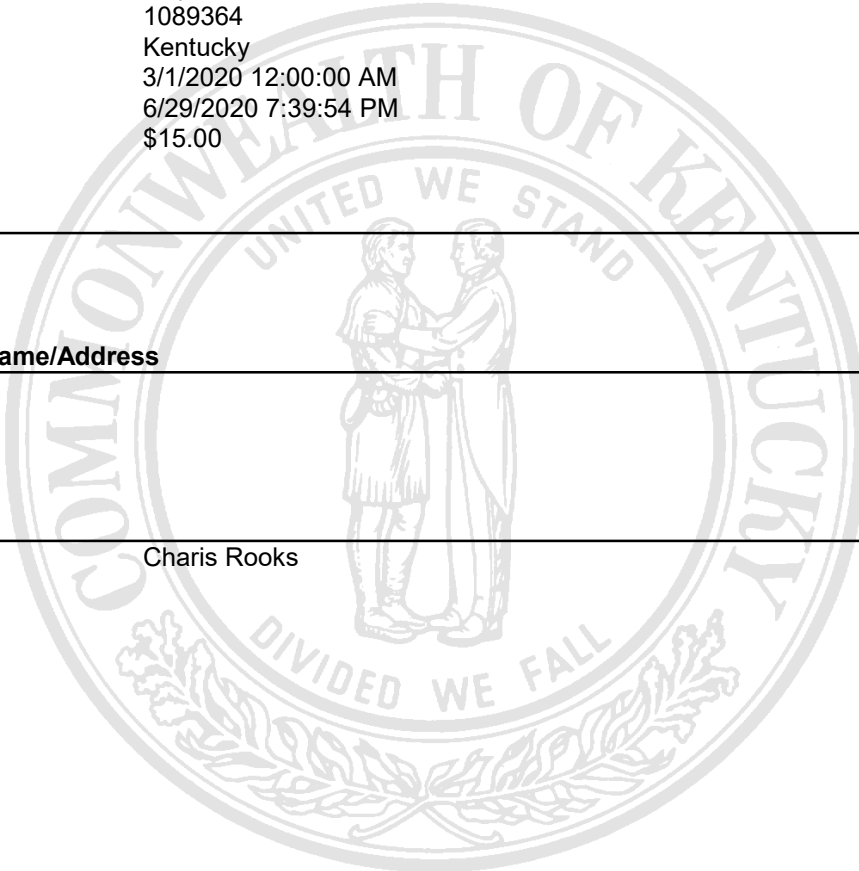 1089364
Kentucky
3/1/2020 12:00:00 AM
6/29/2020 7:39:54 PM
$15.00
COMMONWEALTH OF KENTUCKY
UNITED WE STAND
ame/Address
Charis Rooks
DIVIDED WE FALL